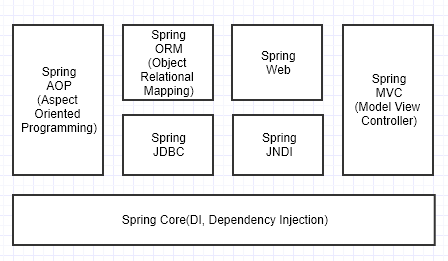 Spring
AOP
(Aspect
Oriented
Programming)
Spring
ORM
(Object
Relational
Mapping)
Spring
Web
Spring
MVC
(Model View
Controller)
Spring
JDBC
Spring
JNDI
Spring Core(DI, Dependency Injection)